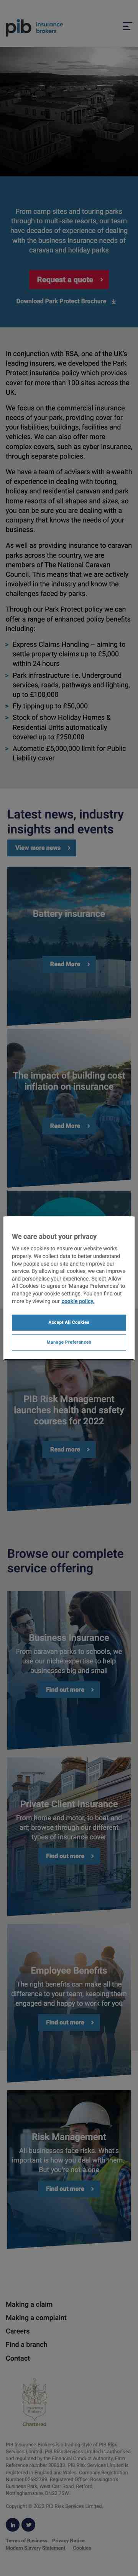 pib insurance
brokers
From camp sites and touring parks
through to multi-site resorts, our team
have decades of experience of dealing
with the business insurance needs of
caravan and holiday parks
Request a quote
Download Park Protect Brochure
In conjunction with RSA, one of the UK's
leading insurers, we developed the Park
Protect insurance policy which provides
cover for more than 100 sites across the
UK.
We focus on the commercial insurance
cover for your liabilities, buildings,
contents, licences, facilities and
vehicles. We can also offer home
owners insurance, for your residents,
through separate policies.
We have a team of advisers with a wealth
of experience in dealing with touring,
holiday and residential caravan and park
homes of all shapes and sizes, so you
can be sure you are dealing with a
company that know the needs of your
business.
As well as providing insurance to caravan
parks across the country, we are
members of The National Caravan
Council. This means that we are actively
involved and aware of the ever changing
challenges faced by parks.
Through our Park Protect policy we can
offer a range of enhanced policy benefits
including:
Express Claims Handling – aiming to
settle property claims up to £5,000
within 24 hours
Park infrastructure i.e. Underground
services, roads, pathways and lighting,
up to £100,000
Fly tipping up to £50,000
Stock of show Holiday Homes &
Residential Units automatically
covered up to £250,000
Automatic £5,000,000 limit for Public
Liability cover
Latest news, industry
insights and events
View more news
Battery insurance
Read More
The impact of building cost
inflation on insurance
Read More
We care about your privacy
We use cookies to ensure our website works
properly. We collect data to understand
how people use our site and to improve our
service. By allowing all cookies, we can improve
and personalise your experience. Select 'Allow
All Cookies' to agree or 'Manage Preferences' to
manage your cookie settings. You can find out
more by viewing our cookie policy.
Accept All Cookies
Manage Preferences
PIB Risk Management
launches health and safety
courses for 2022
Read more
Browse our complete
service offering
Business Insurance
From caravan parks to schools, we
use our niche expertise to help
businesses big and small
Find out more
Private Client Insurance
From home and motor, to boat and
art; browse through our different
types of insurance cover
Find out more
Employee Benefits
The right benefits can make all the
difference to your team, keeping them
engaged and happy to work for you
Find out more
Risk Management
All businesses face risks. What's
important is how you deal with them.
But you're not alone.
Find out more
Making a claim
Making a complaint
Careers
Find a branch
Contact
Chartered
PIB Insurance Brokers is a trading style of PIB Risk
Services Limited. PIB Risk Services Limited is authorised
and regulated by the Financial Conduct Authority, Firm
Reference Number 308333. PIB Risk Services Limited is
registered in England and Wales. Company Registration
Number 02682789. Registered Office: Rossington's
Business Park, West Carr Road, Retford,
Nottinghamshire, DN22 7SW.
Copyright © 2022 PIB Risk Services Limited.
Terms of Business Privacy Notice
Modern Slavery Statement Cookies